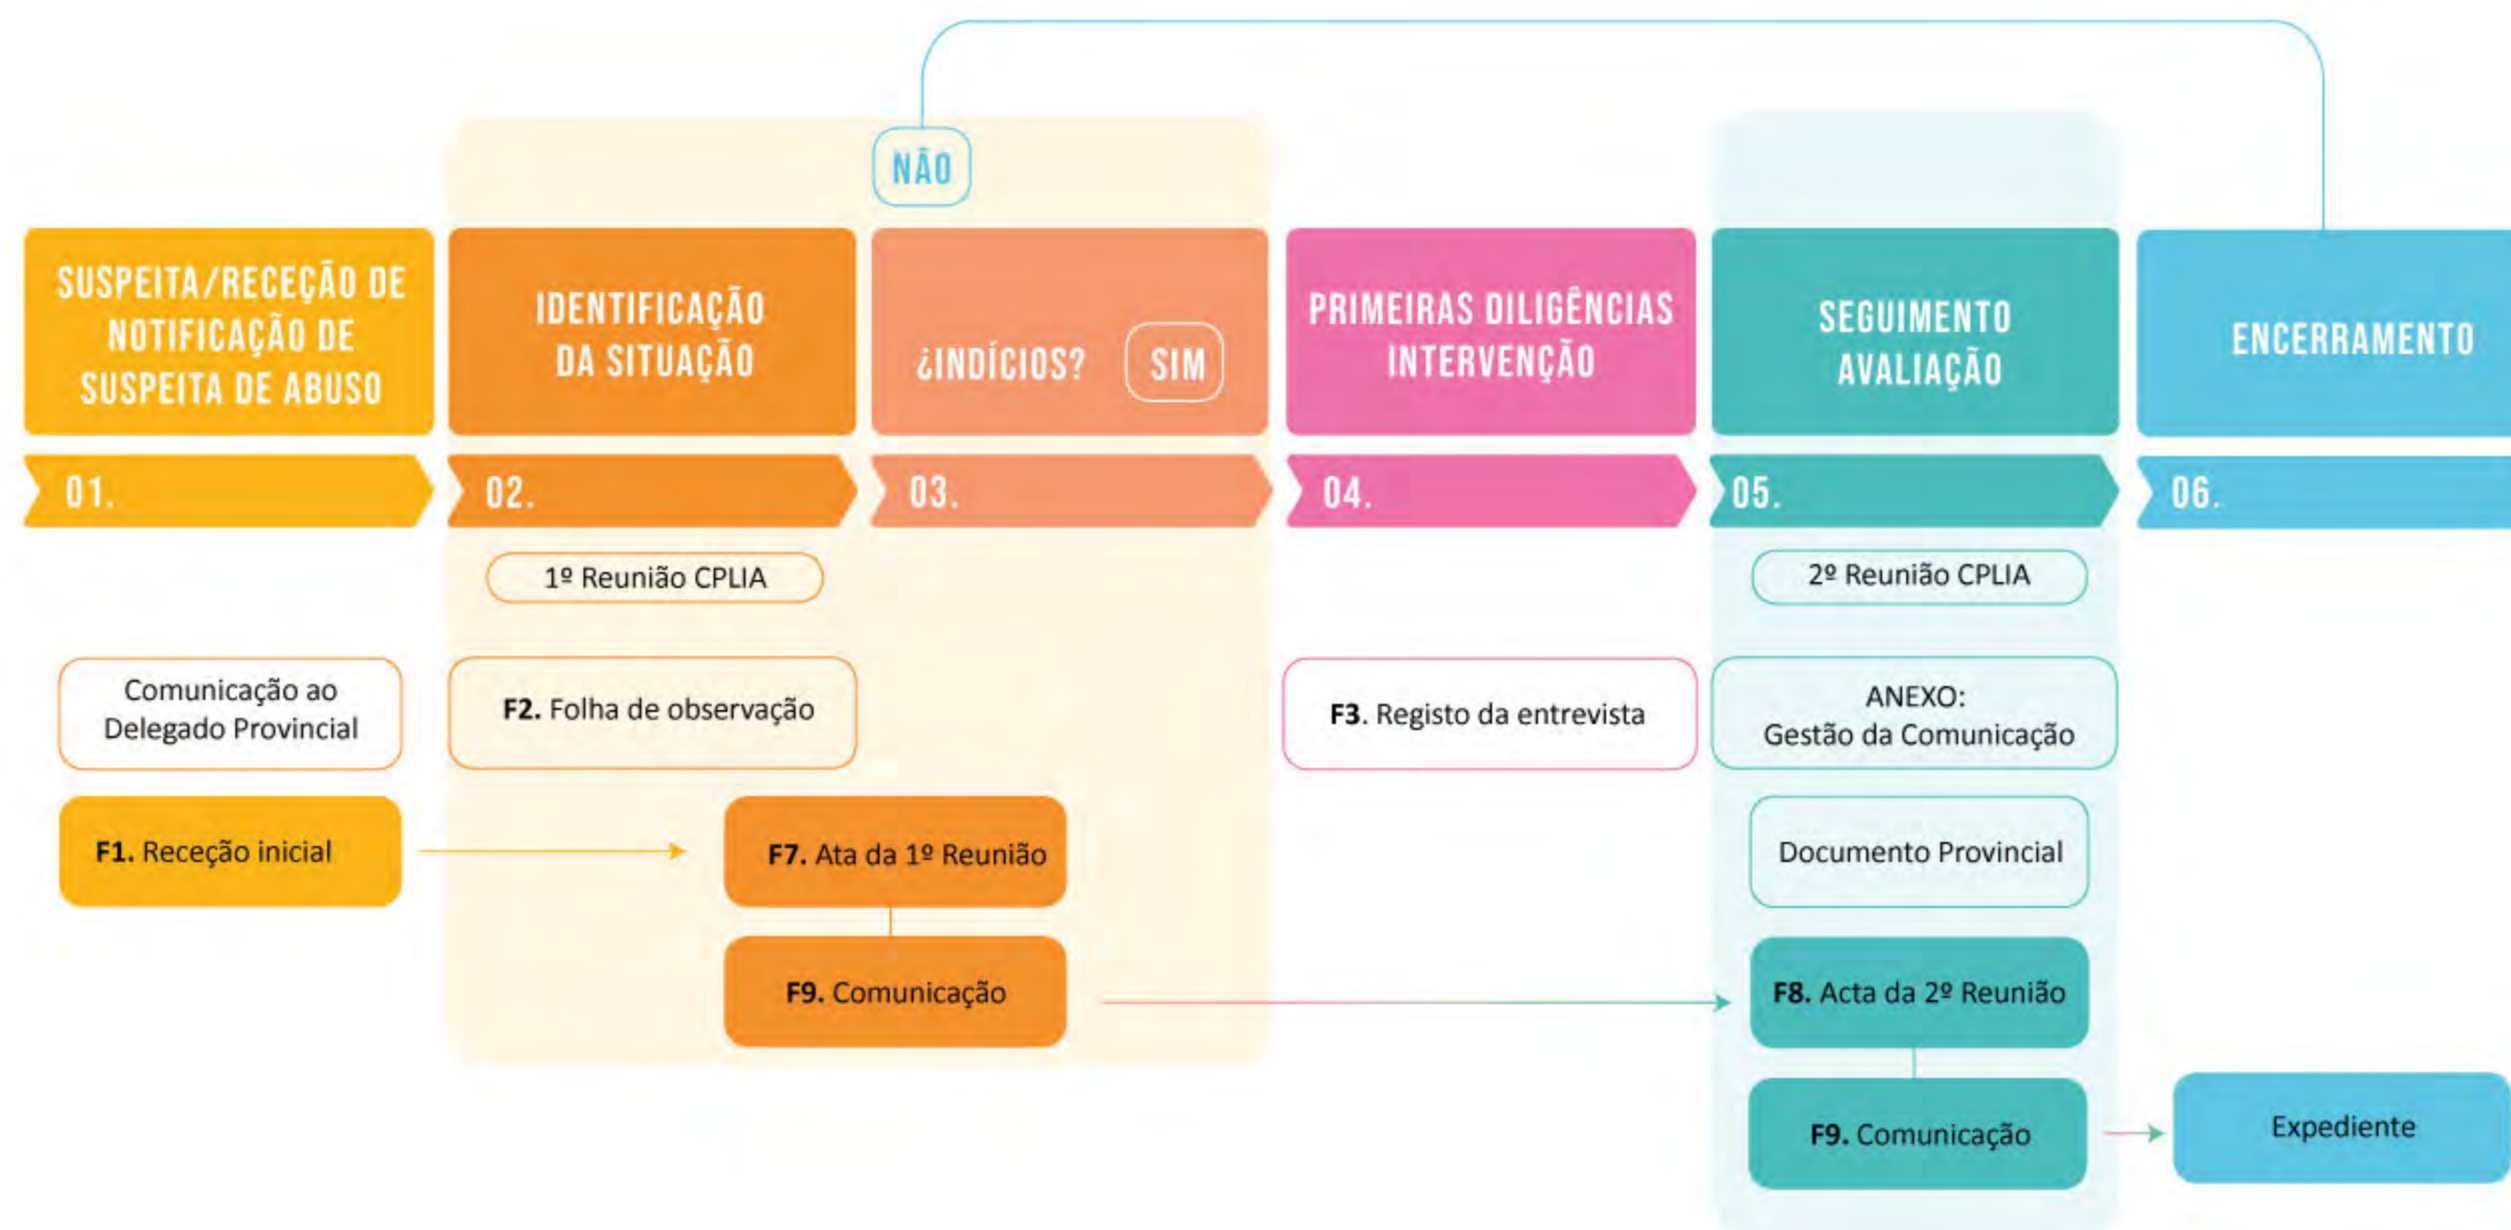 NÃO
SUSPEITA/RECEÇÃO DE
NOTIFICAÇÃO DE
SUSPEITA DE ABUSO
IDENTIFICAÇÃO
DA SITUAÇÃO
¿INDÍCIOS?
SIM
PRIMEIRAS DILIGÊNCIAS
INTERVENÇÃO
SEGUIMENTO
AVALIAÇÃO
ENCERRAMENTO
01.
02.
03.
04.
05.
06.
1º Reunião CPLIA
2º Reunião CPLIA
Comunicação ao
Delegado Provincial
F2. Folha de observação
F3. Registo da entrevista
ANEXO:
Gestão da Comunicação
F1. Receção inicial
F7. Ata da 1º Reunião
Documento Provincial
F9. Comunicação
F8. Acta da 2º Reunião
F9. Comunicação
Expediente